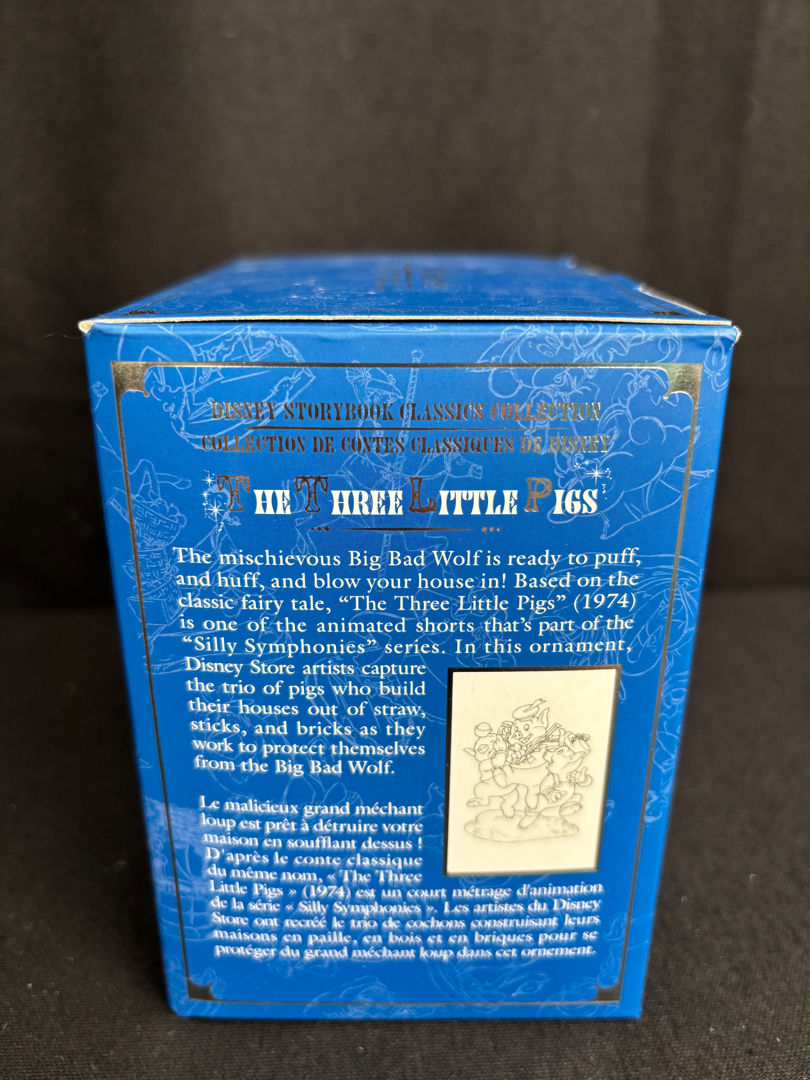 DISNEY STORYBOOK CLASSICS COLLECTION
COLLECTION DE CONTES CLASSIQUES DE DISNEY
THE THREE LITTLE PIGS
The mischievous Big Bad Wolf is ready to puff,
and huff, and blow your house in! Based on the
classic fairy tale, “The Three Little Pigs” (1974)
is one of the animated shorts that’s part of the
“Silly Symphonies” series. In this ornament,
Disney Store artists capture
the trio of pigs who build
their houses out of straw,
sticks, and bricks as they
work to protect themselves
from the Big Bad Wolf.
Le malicieux grand méchant
loup est prêt à détruire votre
maison en soufflant dessus !
D'après le conte classique
du même nom, « The Three
Little Pigs » (1974) est un court métrage d'animation
de la série « Silly Symphonies ». Les artistes du Disney
Store ont recréé le trio de cochons construisant leurs
maisons en paille, en bois et en briques pour se
protéger du grand méchant loup dans cet ornement.